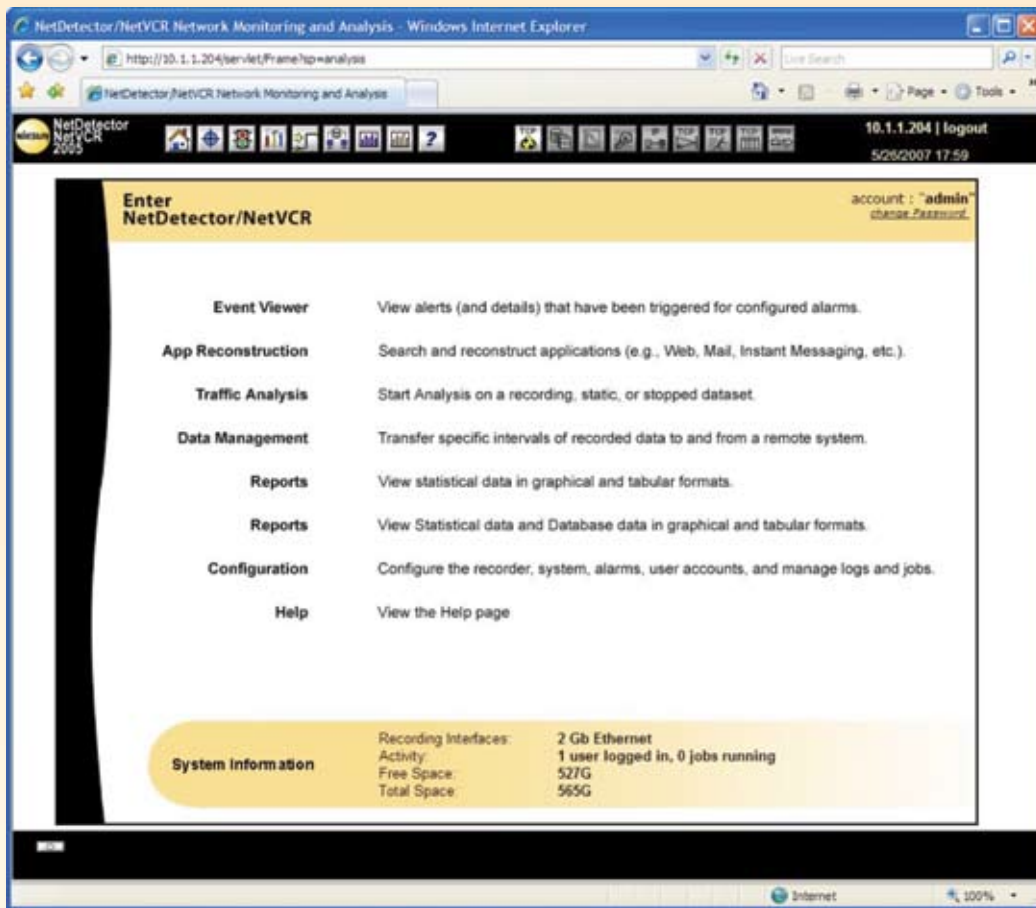 NetDetector/NetVCR Network Monitoring and Analysis - Windows Internet Explorer
http://10.1.1.204/servlet/Frame?sp=analysis
Live Search
NetDetector/NetVCR Network Monitoring and Analysis
Page
Tools
NetDetector
NetVCR
2005
?
10.1.1.204 | logout
5/26/2007 17:59
Enter
NetDetector/NetVCR
account : "admin"
change Password
Event Viewer View alerts (and details) that have been triggered for configured alarms.
App Reconstruction Search and reconstruct applications (e.g., Web, Mail, Instant Messaging, etc.).
Traffic Analysis Start Analysis on a recording, static, or stopped dataset.
Data Management Transfer specific intervals of recorded data to and from a remote system.
Reports View statistical data in graphical and tabular formats.
Reports View Statistical data and Database data in graphical and tabular formats.
Configuration Configure the recorder, system, alarms, user accounts, and manage logs and jobs.
Help View the Help page
System Information
Recording Interfaces: 2 Gb Ethernet
Activity: 1 user logged in, 0 jobs running
Free Space: 527G
Total Space: 565G
Internet
100%